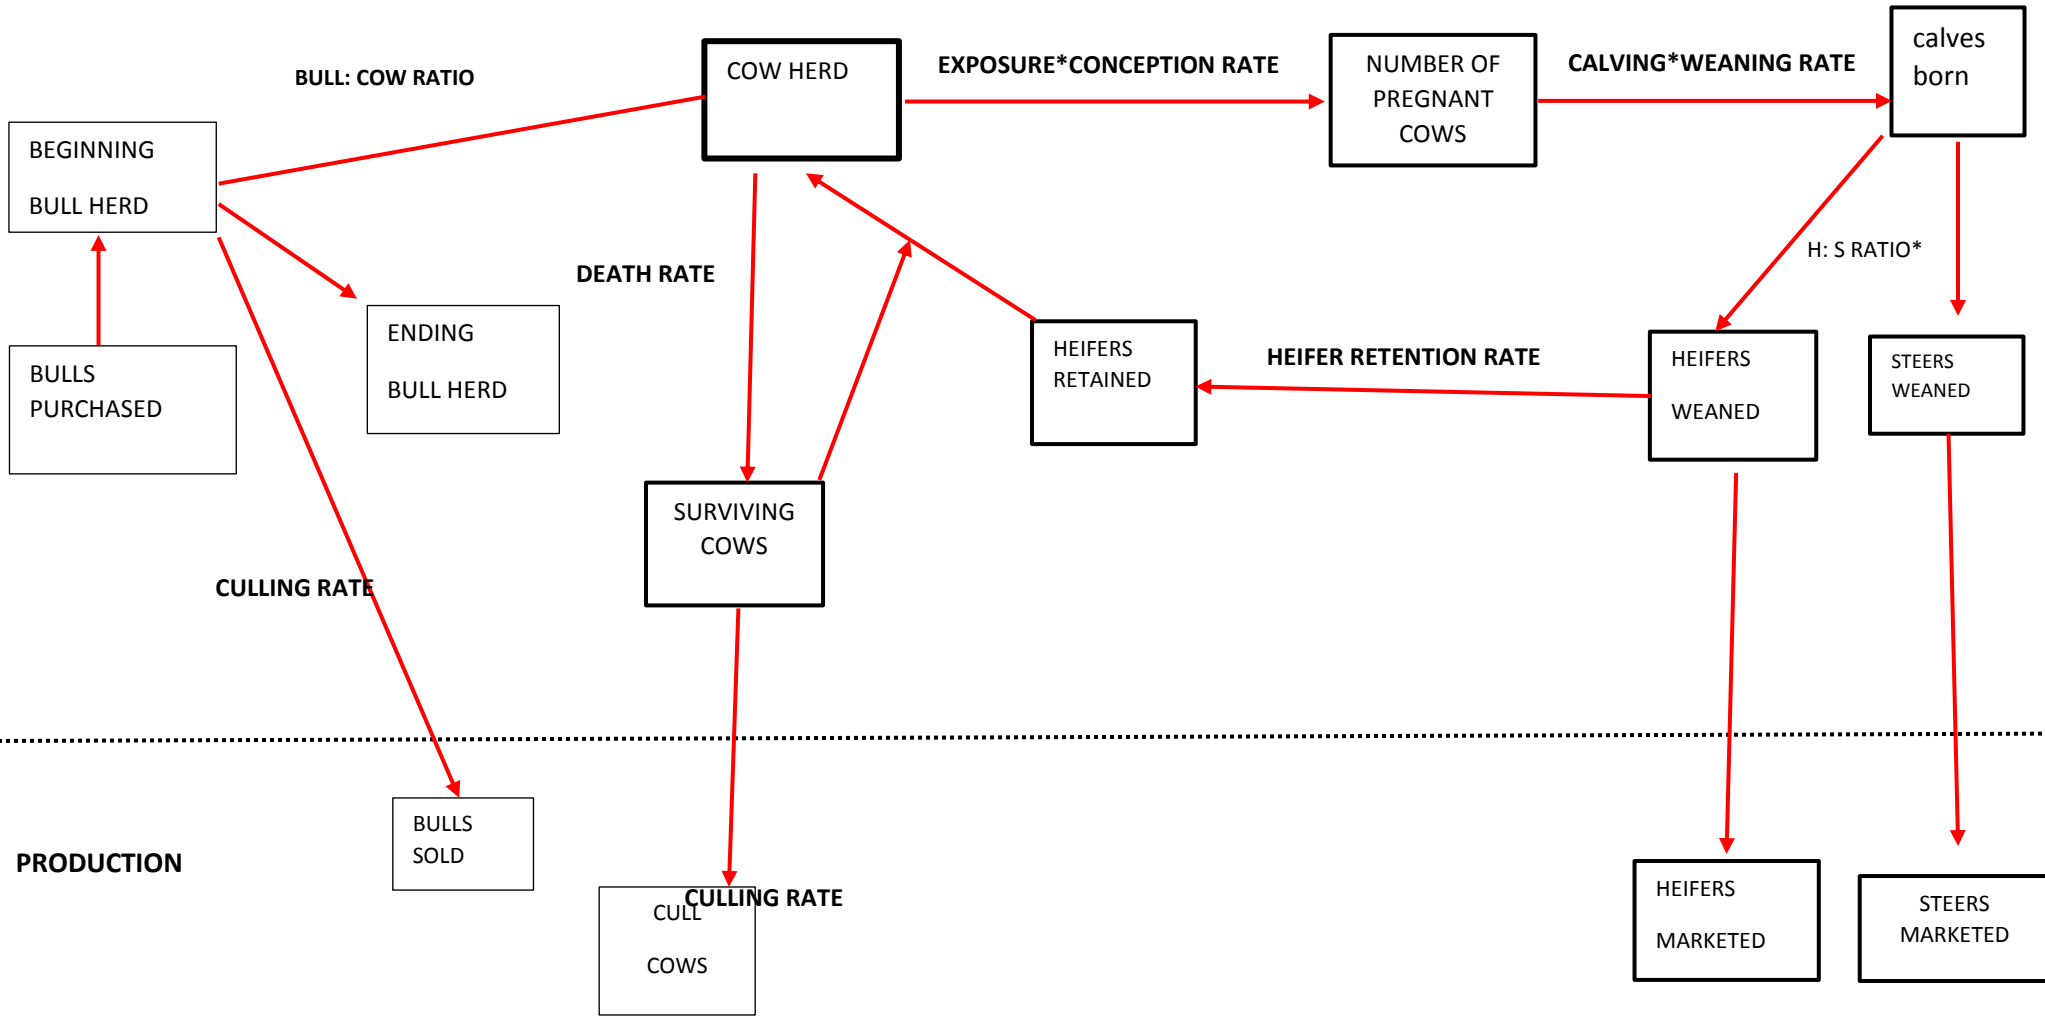 BULL: COW RATIO
COW HERD
EXPOSURE*CONCEPTION RATE
NUMBER OF
PREGNANT
COWS
CALVING*WEANING RATE
calves
born
BEGINNING
BULL HERD
H: S RATIO*
DEATH RATE
ENDING
BULL HERD
BULLS
PURCHASED
HEIFERS
RETAINED
HEIFER RETENTION RATE
HEIFERS
WEANED
STEERS
WEANED
SURVIVING
COWS
CULLING RATE
BULLS
SOLD
PRODUCTION
CULLING RATE
CULL
COWS
HEIFERS
MARKETED
STEERS
MARKETED